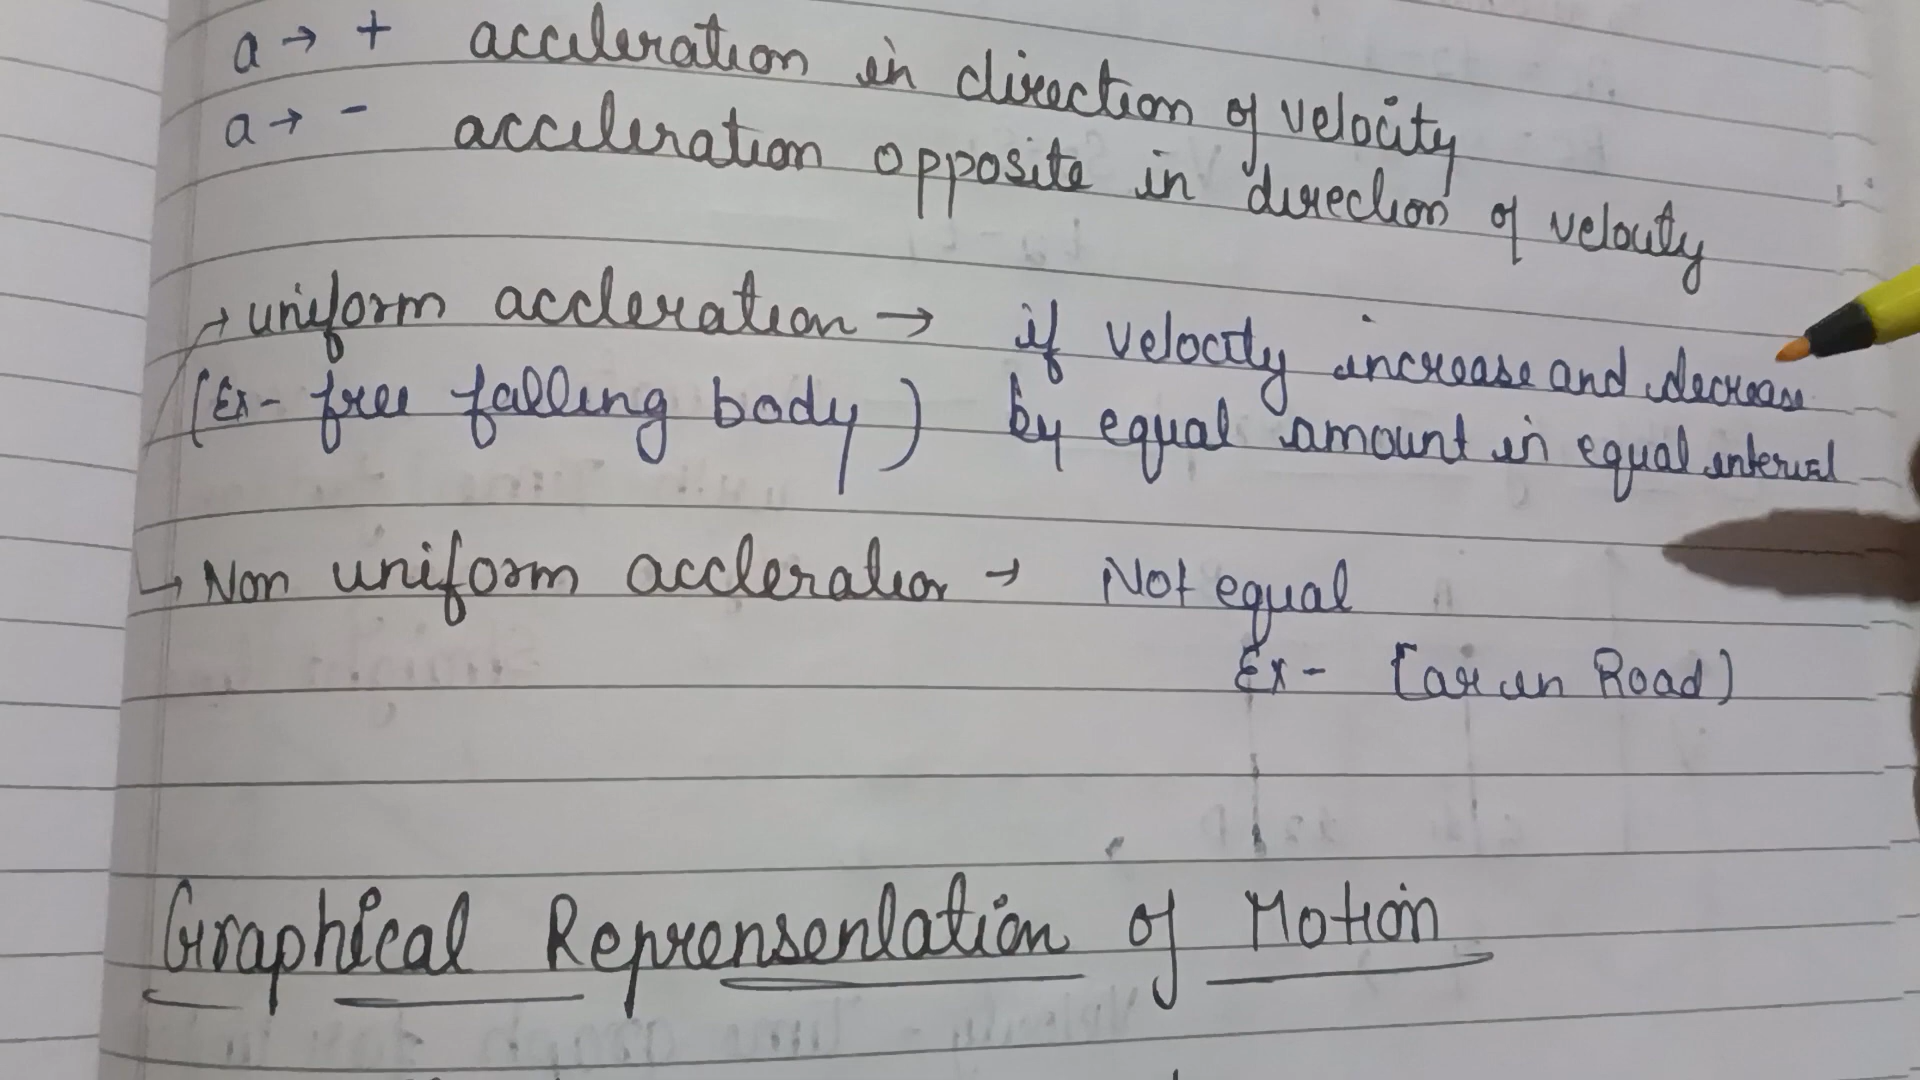 a → + acceleration in direction of velocity
a → - acceleration opposite in direction of velocity
→ uniform accleration → if velocity increase and decrease
(Ex- free falling body) by equal amount in equal interval
↳ Non uniform accleration → Not equal
Ex- [Car in Road)
Graphical Reprensentation of Motion